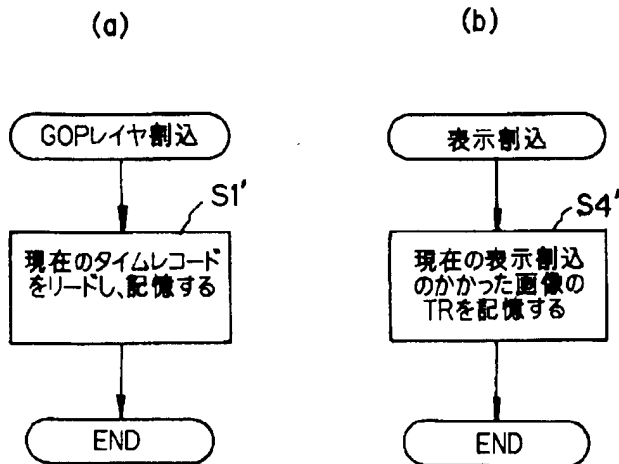 (a)
GOPレイヤ割込
S1'
現在のタイムレコード
をリードし、記憶する
END
(b)
表示割込
S4'
現在の表示割込
のかかった画像の
TRを記憶する
END